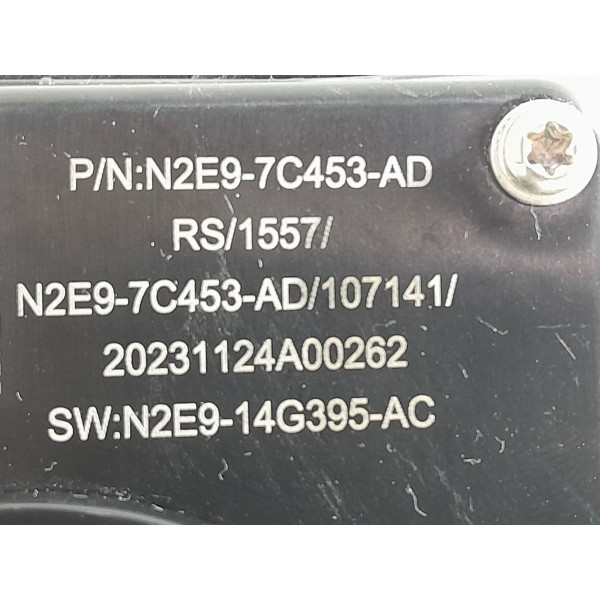 P/N:N2E9-7C453-AD
RS/1557/
N2E9-7C453-AD/107141/
20231124A00262
SW:N2E9-14G395-AC